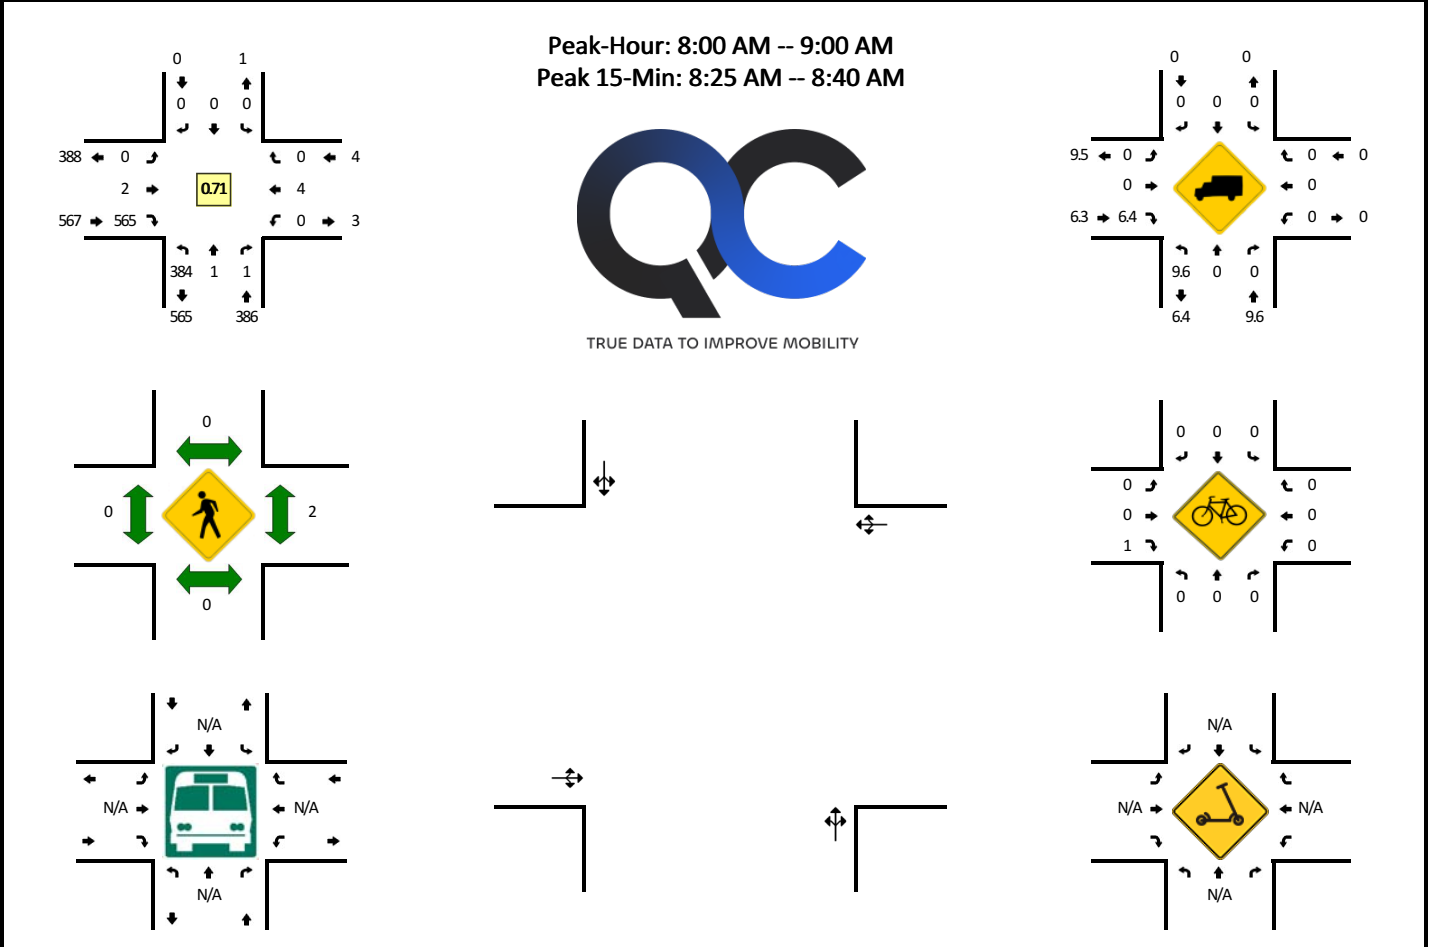 Peak-Hour: 8:00 AM -- 9:00 AM
Peak 15-Min: 8:25 AM -- 8:40 AM
TRUE DATA TO IMPROVE MOBILITY
0 1
0 0 0
388 0 0 4
2 0.71 4
567 565 0 3
384 1 1
565 386
0 0
0 0 0
9.5 0 0 0
0 0
6.3 6.4 0 0
9.6 0 0
6.4 9.6
0
0 2
0
0 0 0
0 0
0 0
1 0
0 0 0
N/A
N/A N/A
N/A
N/A
N/A N/A
N/A